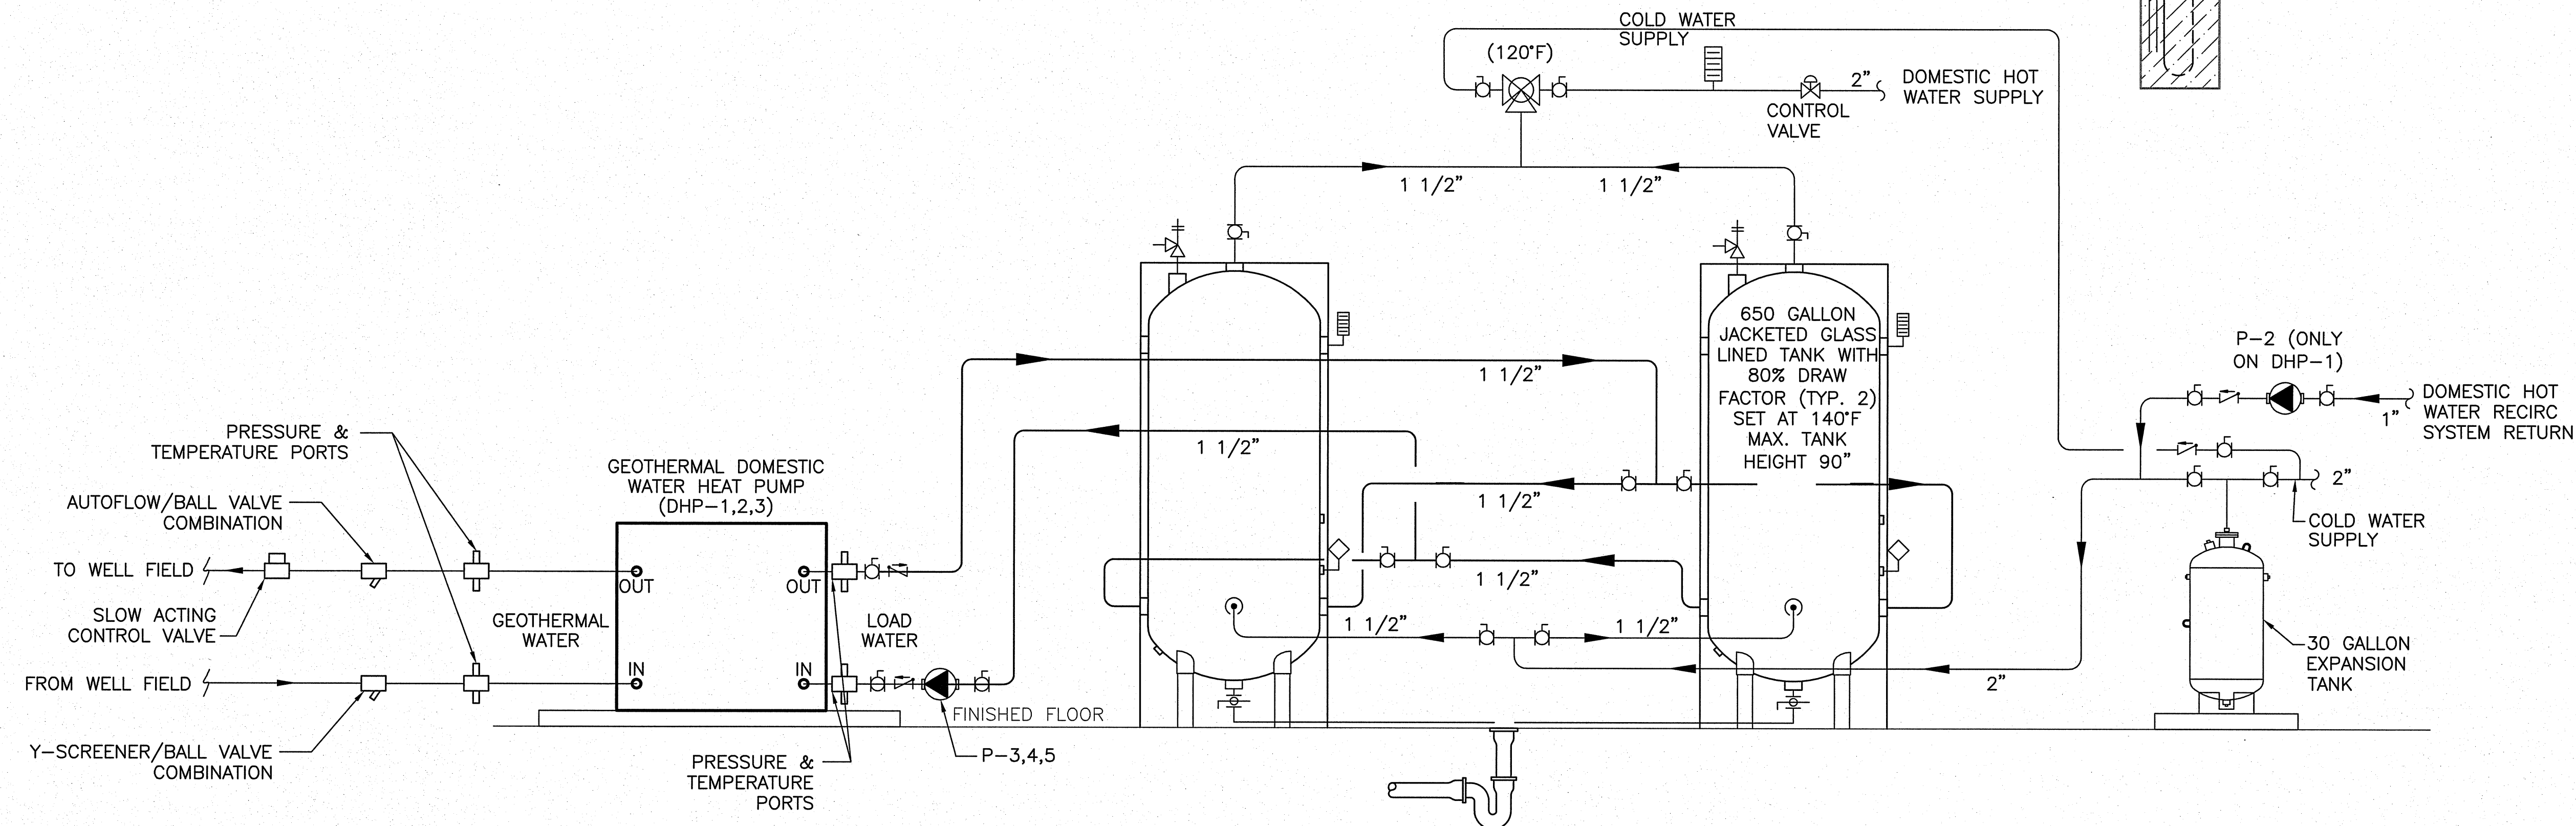 COLD WATER
SUPPLY
(120°F)
2"
DOMESTIC HOT
WATER SUPPLY
CONTROL
VALVE
1 1/2"
1 1/2"
650 GALLON
JACKETED GLASS
LINED TANK WITH
80% DRAW
FACTOR (TYP. 2)
SET AT 140°F
MAX. TANK
HEIGHT 90"
P-2 (ONLY
ON DHP-1)
1"
DOMESTIC HOT
WATER RECIRC
SYSTEM RETURN
2"
COLD WATER
SUPPLY
30 GALLON
EXPANSION
TANK
2"
1 1/2"
1 1/2"
1 1/2"
1 1/2"
1 1/2"
1 1/2"
PRESSURE &
TEMPERATURE PORTS
AUTOFLOW/BALL VALVE
COMBINATION
TO WELL FIELD
SLOW ACTING
CONTROL VALVE
FROM WELL FIELD
Y-SCREENER/BALL VALVE
COMBINATION
GEOTHERMAL DOMESTIC
WATER HEAT PUMP
(DHP-1,2,3)
OUT
OUT
GEOTHERMAL
WATER
LOAD
WATER
IN
IN
FINISHED FLOOR
P-3,4,5
PRESSURE &
TEMPERATURE
PORTS